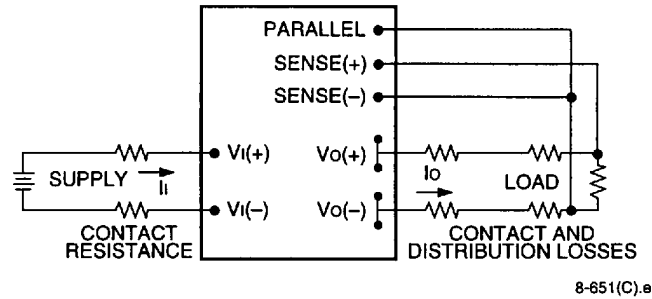 PARALLEL
SENSE(+)
SENSE(–)
VI(+)
VO(+)
SUPPLY
II
IO
LOAD
VI(–)
VO(–)
CONTACT
RESISTANCE
CONTACT AND
DISTRIBUTION LOSSES
8-651(C).e